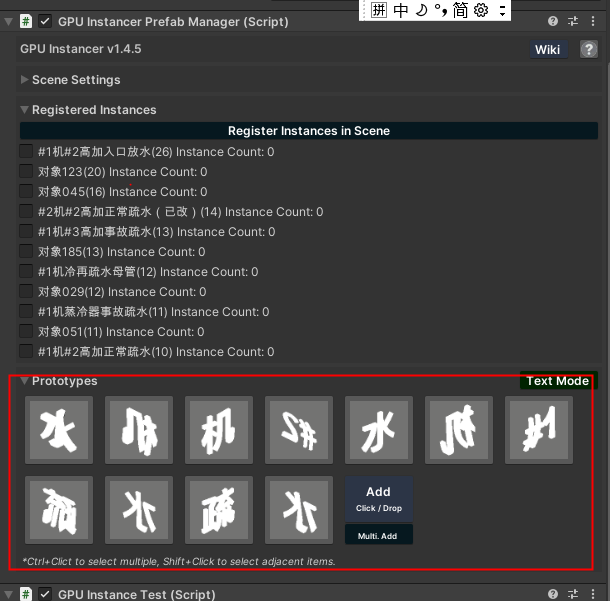 拼 中 简
GPU Instancer Prefab Manager (Script)
GPU Instancer v1.4.5
Wiki
?
Scene Settings
Registered Instances
Register Instances in Scene
#1机#2高加入口放水(26) Instance Count: 0
对象123(20) Instance Count: 0
对象045(16) Instance Count: 0
#2机#2高加正常疏水(已改)(14) Instance Count: 0
#1机#3高加事故疏水(13) Instance Count: 0
对象185(13) Instance Count: 0
#1机冷再疏水母管(12) Instance Count: 0
对象029(12) Instance Count: 0
#1机蒸冷器事故疏水(11) Instance Count: 0
对象051(11) Instance Count: 0
#1机#2高加正常疏水(10) Instance Count: 0
Prototypes
Text Mode
水 机 机 #2 水 机 #1
疏 水 疏 水
Add
Click / Drop
Multi. Add
*Ctrl+Clict to select multiple, Shift+Click to select adjacent items.
GPU Instance Test (Script)